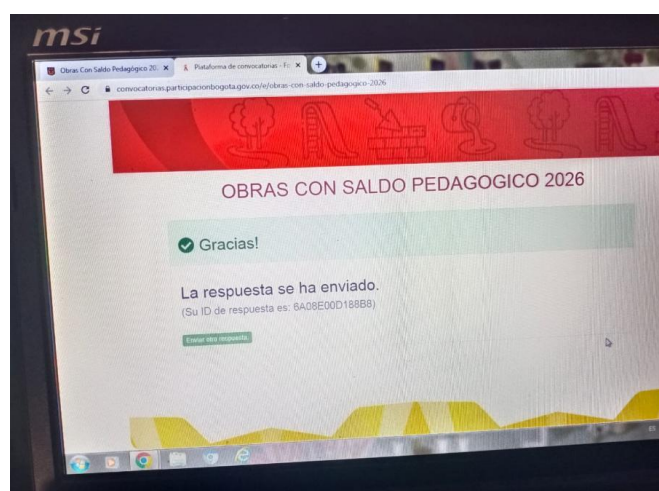 msi
Obras Con Saldo Pedagógico 20
Plataforma de convocatorias - Fo
convocatorias.participacionbogota.gov.co/e/obras-con-saldo-pedagogico-2026
OBRAS CON SALDO PEDAGOGICO 2026
Gracias!
La respuesta se ha enviado.
(Su ID de respuesta es: 6A08E00D188B8)
Enviar otra respuesta.
ES